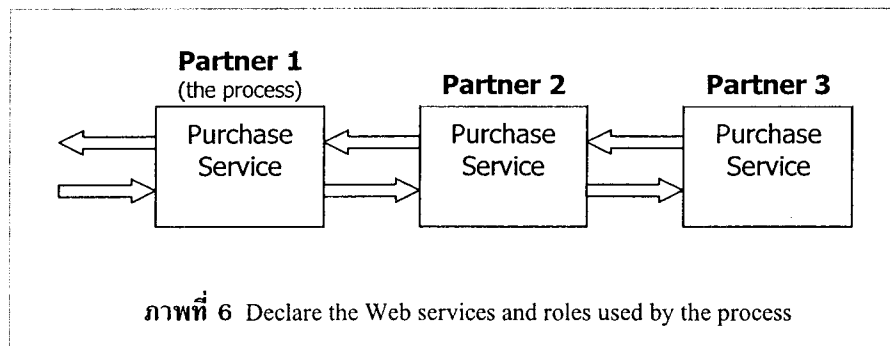 Partner 1
(the process)
Purchase
Service
Partner 2
Purchase
Service
Partner 3
Purchase
Service
ภาพที่ 6 Declare the Web services and roles used by the process